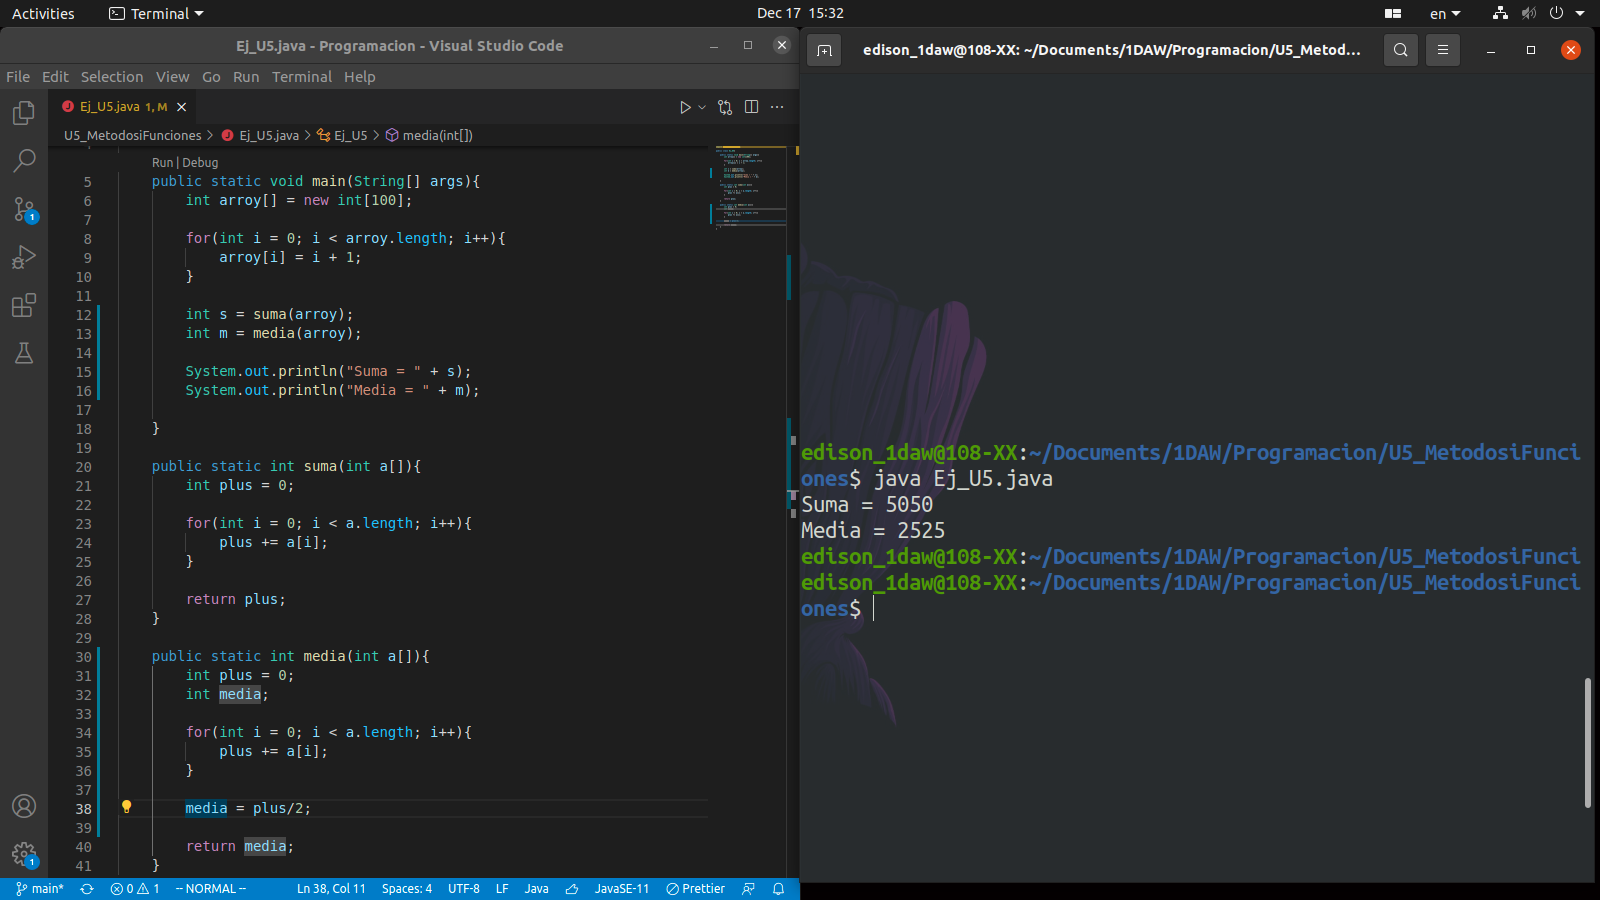 Activities Terminal Dec 17 15:32 en
Ej_U5.java - Programacion - Visual Studio Code
File Edit Selection View Go Run Terminal Help
Ej_U5.java 1, M
U5_MetodosiFunciones > Ej_U5.java > Ej_U5 > media(int[])
Run | Debug
5 public static void main(String[] args){
6 int arroy[] = new int[100];
7
8 for(int i = 0; i < arroy.length; i++){
9 arroy[i] = i + 1;
10 }
11
12 int s = suma(arroy);
13 int m = media(arroy);
14
15 System.out.println("Suma = " + s);
16 System.out.println("Media = " + m);
17
18 }
19
20 public static int suma(int a[]){
21 int plus = 0;
22
23 for(int i = 0; i < a.length; i++){
24 plus += a[i];
25 }
26
27 return plus;
28 }
29
30 public static int media(int a[]){
31 int plus = 0;
32 int media;
33
34 for(int i = 0; i < a.length; i++){
35 plus += a[i];
36 }
37
38 media = plus/2;
39
40 return media;
41 }
1
1
main* 0 1 -- NORMAL -- Ln 38, Col 11 Spaces: 4 UTF-8 LF Java JavaSE-11 Prettier
edison_1daw@108-XX: ~/Documents/1DAW/Programacion/U5_Metod...
edison_1daw@108-XX:~/Documents/1DAW/Programacion/U5_MetodosiFunci
ones$ java Ej_U5.java
Suma = 5050
Media = 2525
edison_1daw@108-XX:~/Documents/1DAW/Programacion/U5_MetodosiFunci
edison_1daw@108-XX:~/Documents/1DAW/Programacion/U5_MetodosiFunci
ones$